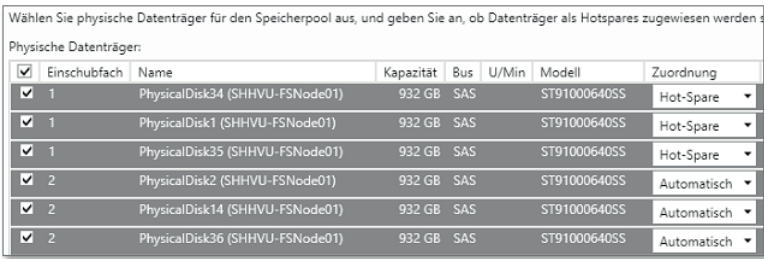 Wählen Sie physische Datenträger für den Speicherpool aus, und geben Sie an, ob Datenträger als Hotspares zugewiesen werden s
Physische Datenträger:
Einschubfach Name Kapazität Bus U/Min Modell Zuordnung
1 PhysicalDisk34 (SHHVU-FSNode01) 932 GB SAS ST91000640SS Hot-Spare
1 PhysicalDisk1 (SHHVU-FSNode01) 932 GB SAS ST91000640SS Hot-Spare
1 PhysicalDisk35 (SHHVU-FSNode01) 932 GB SAS ST91000640SS Hot-Spare
2 PhysicalDisk2 (SHHVU-FSNode01) 932 GB SAS ST91000640SS Automatisch
2 PhysicalDisk14 (SHHVU-FSNode01) 932 GB SAS ST91000640SS Automatisch
2 PhysicalDisk36 (SHHVU-FSNode01) 932 GB SAS ST91000640SS Automatisch